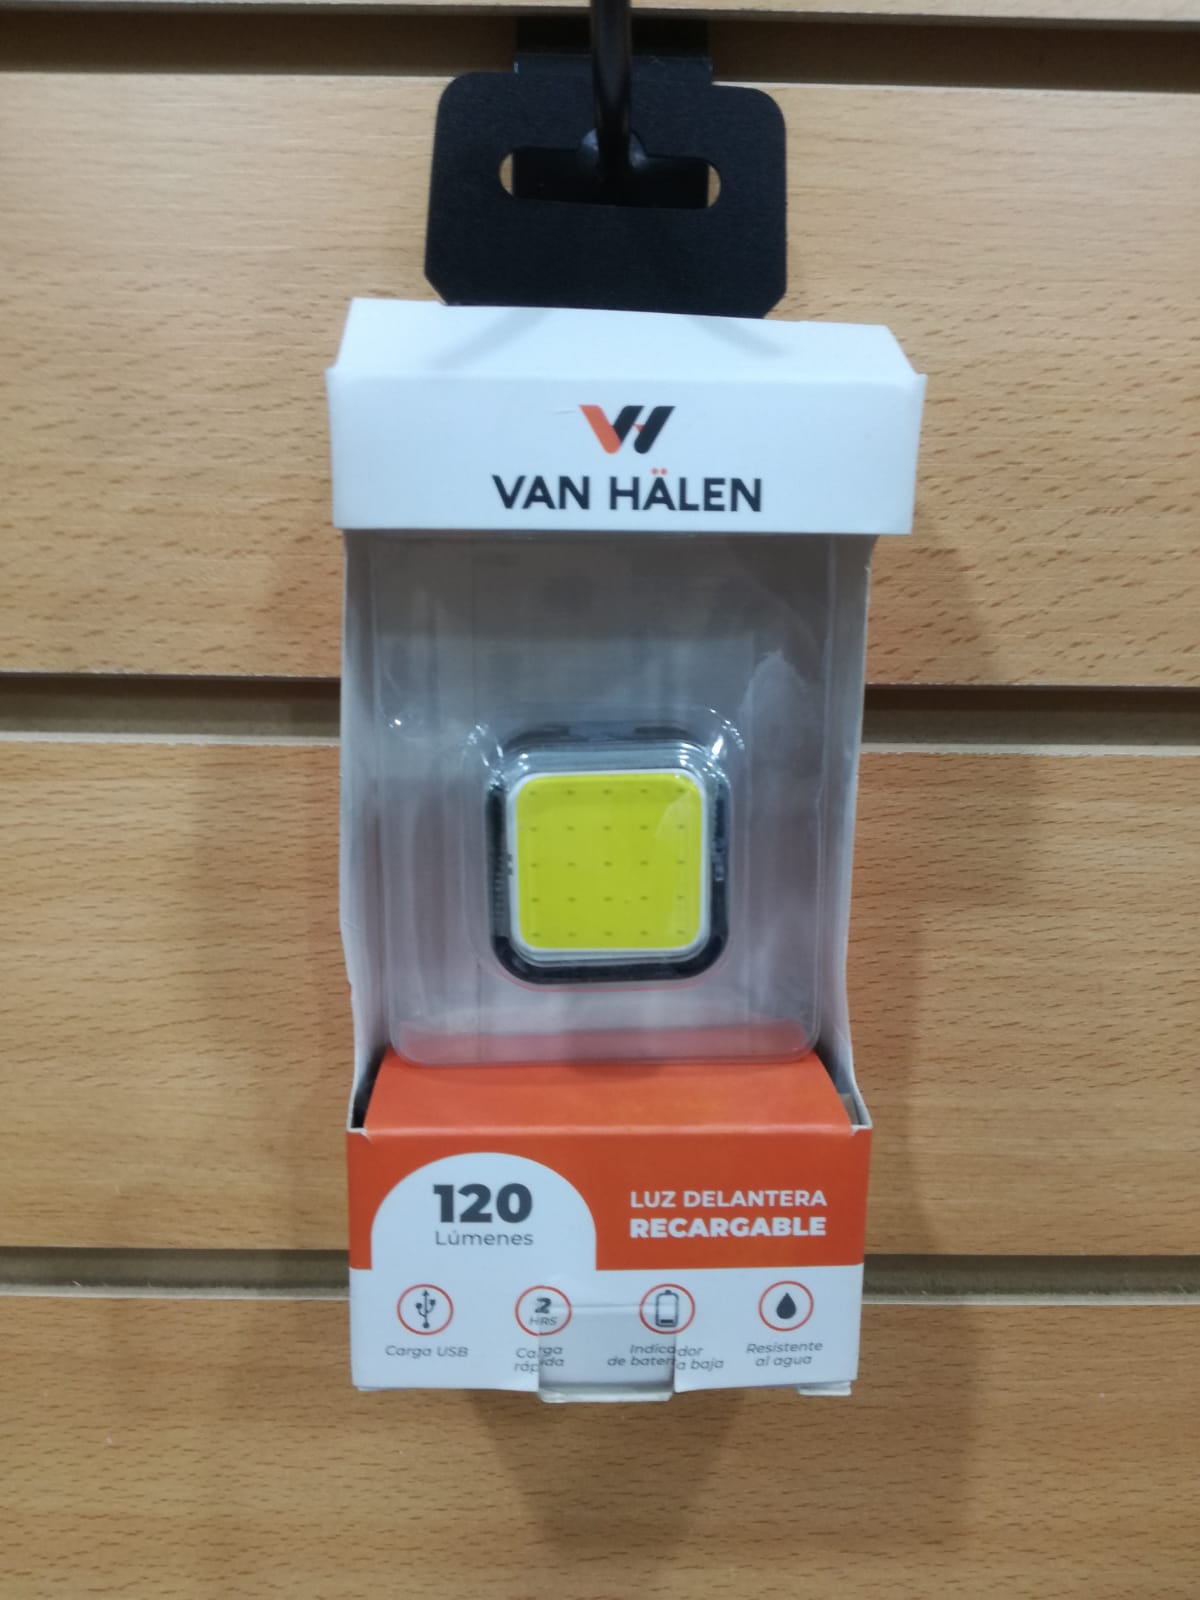 VH
VAN HÄLEN
120
Lúmenes
LUZ DELANTERA
RECARGABLE
2
HRS
Carga USB
Carga
rápida
Indicador
de batería baja
Resistente
al agua